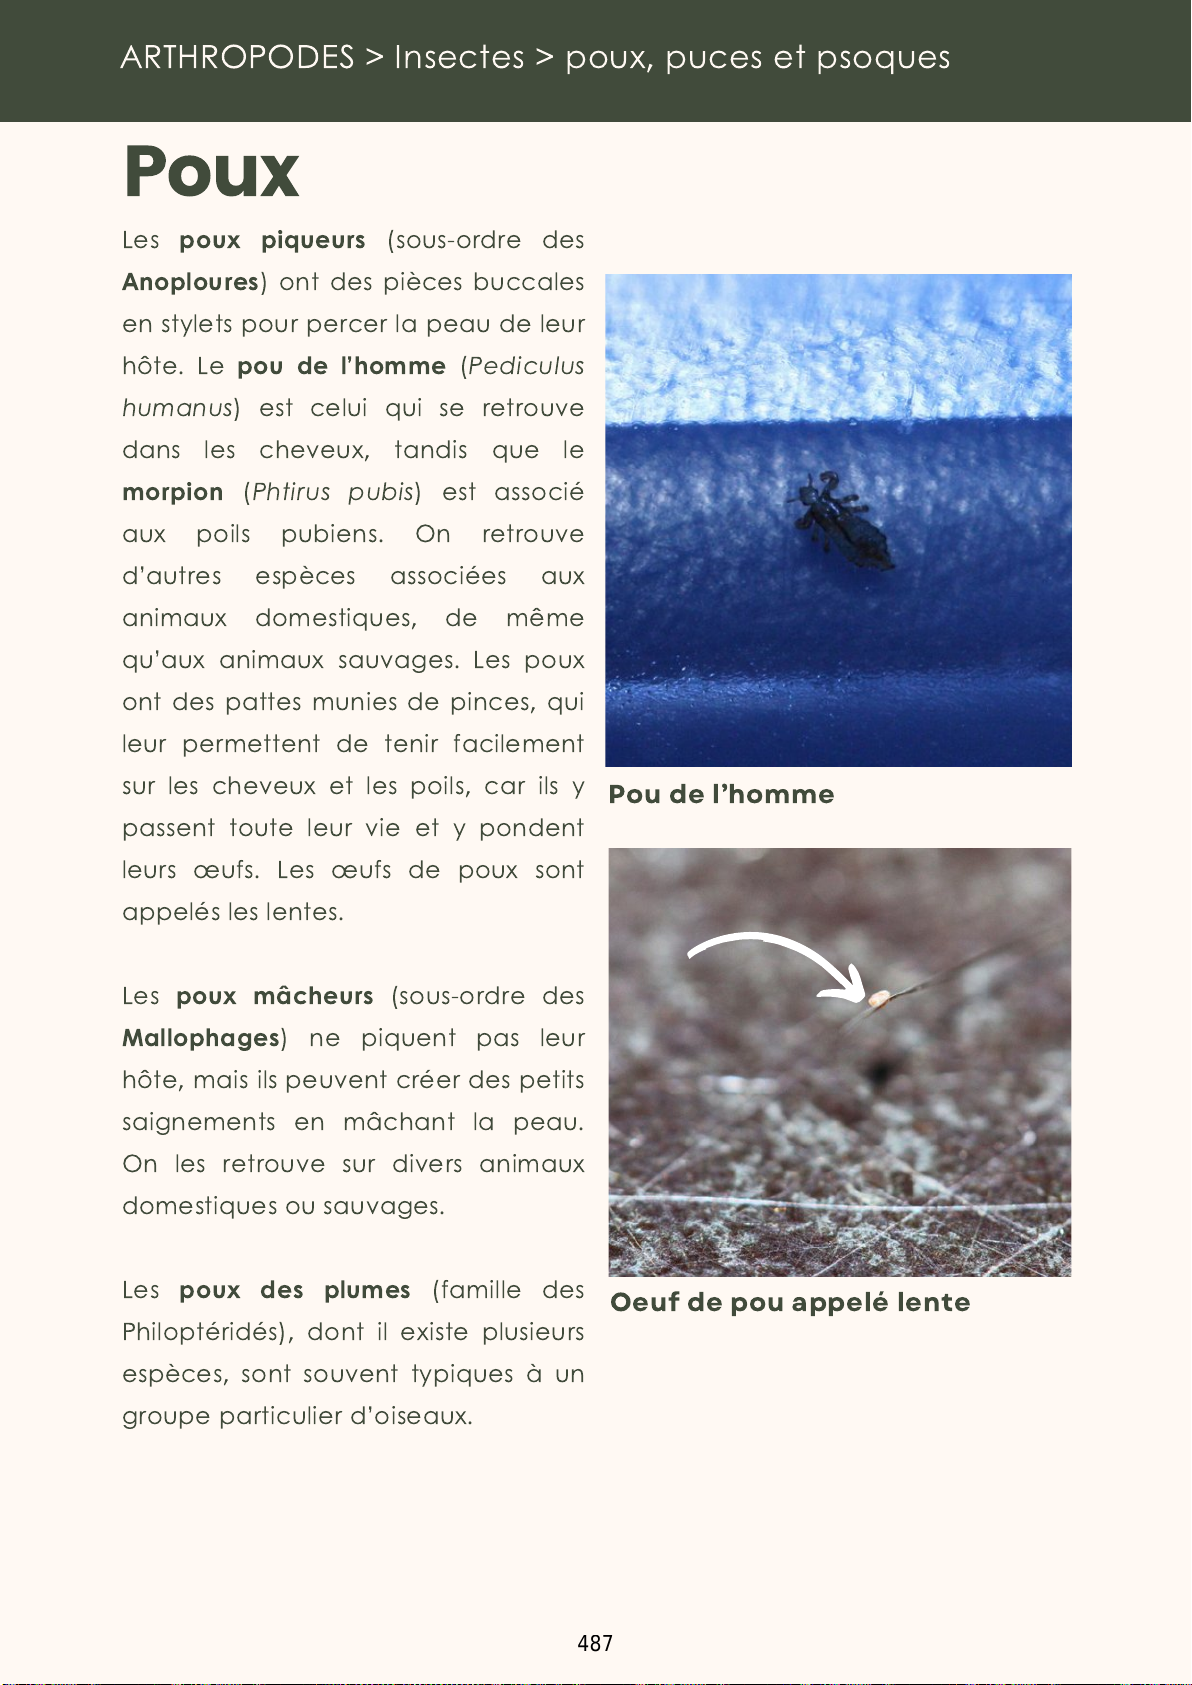 ARTHROPODES > Insectes > poux, puces et psoques
Poux
Les poux piqueurs (sous-ordre des
Anoploures) ont des pièces buccales
en stylets pour percer la peau de leur
hôte. Le pou de l'homme (Pediculus
humanus) est celui qui se retrouve
dans les cheveux, tandis que le
morpion (Phtirus pubis) est associé
aux poils pubiens. On retrouve
d'autres espèces associées aux
animaux domestiques, de même
qu'aux animaux sauvages. Les poux
ont des pattes munies de pinces, qui
leur permettent de tenir facilement
sur les cheveux et les poils, car ils y
passent toute leur vie et y pondent
leurs œufs. Les œufs de poux sont
appelés les lentes.
Les poux mâcheurs (sous-ordre des
Mallophages) ne piquent pas leur
hôte, mais ils peuvent créer des petits
saignements en mâchant la peau.
On les retrouve sur divers animaux
domestiques ou sauvages.
Les poux des plumes (famille des
Philoptéridés), dont il existe plusieurs
espèces, sont souvent typiques à un
groupe particulier d'oiseaux.
Pou de l'homme
Oeuf de pou appelé lente
487